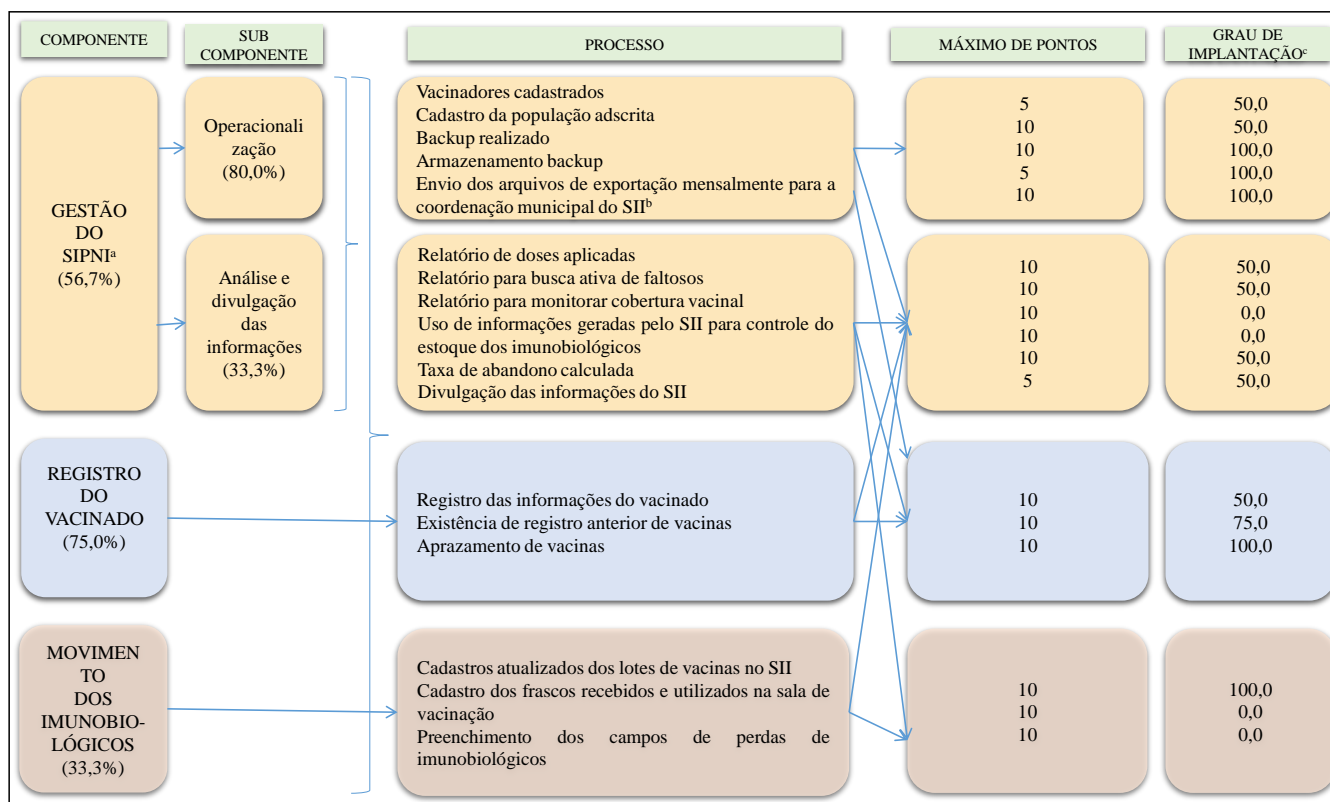 COMPONENTE
SUB
COMPONENTE
PROCESSO
MÁXIMO DE PONTOS
GRAU DE
IMPLANTAÇÃOᶜ
GESTÃO
DO
SIPNIᵃ
(56,7%)
Operacionali
zação
(80,0%)
Vacinadores cadastrados
Cadastro da população adscrita
Backup realizado
Armazenamento backup
Envio dos arquivos de exportação mensalmente para a
coordenação municipal do SIIᵇ
5
10
10
5
10
50,0
50,0
100,0
100,0
100,0
Análise e
divulgação
das
informações
(33,3%)
Relatório de doses aplicadas
Relatório para busca ativa de faltosos
Relatório para monitorar cobertura vacinal
Uso de informações geradas pelo SII para controle do
estoque dos imunobiológicos
Taxa de abandono calculada
Divulgação das informações do SII
10
10
10
10
10
5
50,0
50,0
0,0
0,0
50,0
50,0
REGISTRO
DO
VACINADO
(75,0%)
Registro das informações do vacinado
Existência de registro anterior de vacinas
Aprazamento de vacinas
10
10
10
50,0
75,0
100,0
MOVIMEN
TO
DOS
IMUNOBIO-
LÓGICOS
(33,3%)
Cadastros atualizados dos lotes de vacinas no SII
Cadastro dos frascos recebidos e utilizados na sala de
vacinação
Preenchimento dos campos de perdas de
imunobiológicos
10
10
10
100,0
0,0
0,0